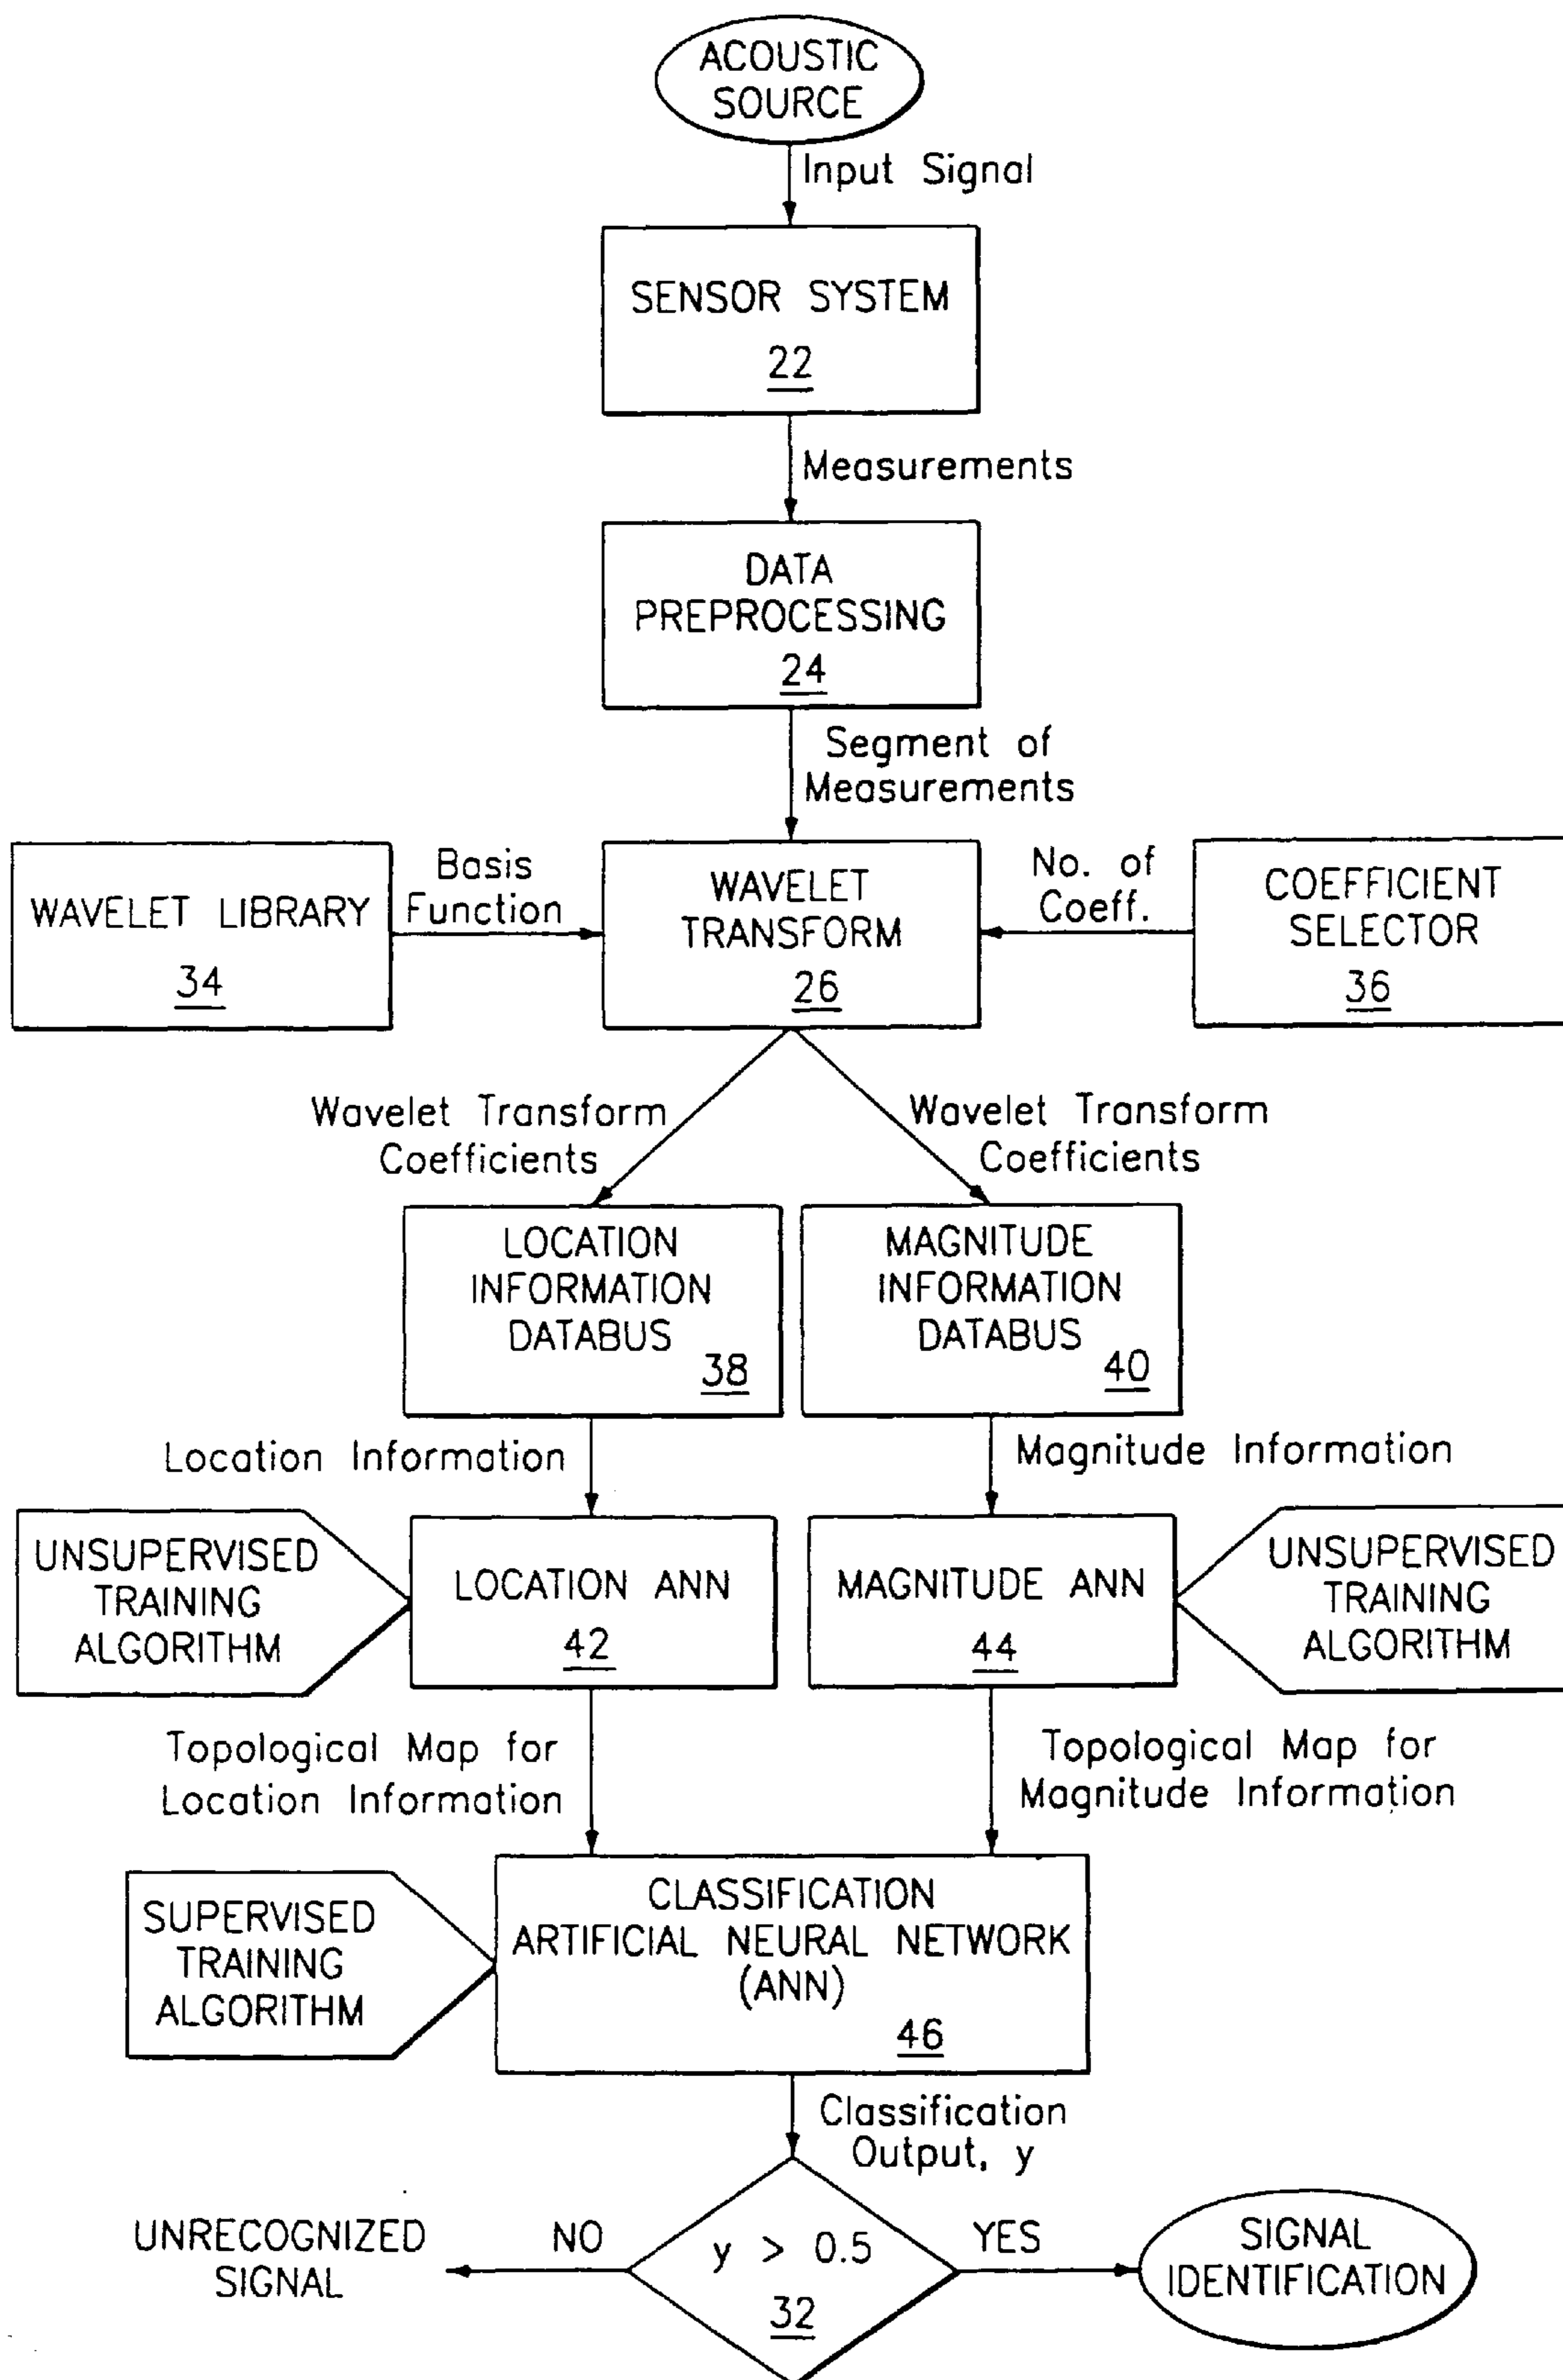 ACOUSTIC
SOURCE
Input Signal
SENSOR SYSTEM
22
Measurements
DATA
PREPROCESSING
24
Segment of
Measurements
WAVELET LIBRARY
34
Basis
Function
WAVELET
TRANSFORM
26
No. of
Coeff.
COEFFICIENT
SELECTOR
36
Wavelet Transform
Coefficients
Wavelet Transform
Coefficients
LOCATION
INFORMATION
DATABUS
38
MAGNITUDE
INFORMATION
DATABUS
40
Location Information
Magnitude Information
UNSUPERVISED
TRAINING
ALGORITHM
LOCATION ANN
42
MAGNITUDE ANN
44
UNSUPERVISED
TRAINING
ALGORITHM
Topological Map for
Location Information
Topological Map for
Magnitude Information
SUPERVISED
TRAINING
ALGORITHM
CLASSIFICATION
ARTIFICIAL NEURAL NETWORK
(ANN)
46
Classification
Output, y
UNRECOGNIZED
SIGNAL
NO
y > 0.5
32
YES
SIGNAL
IDENTIFICATION